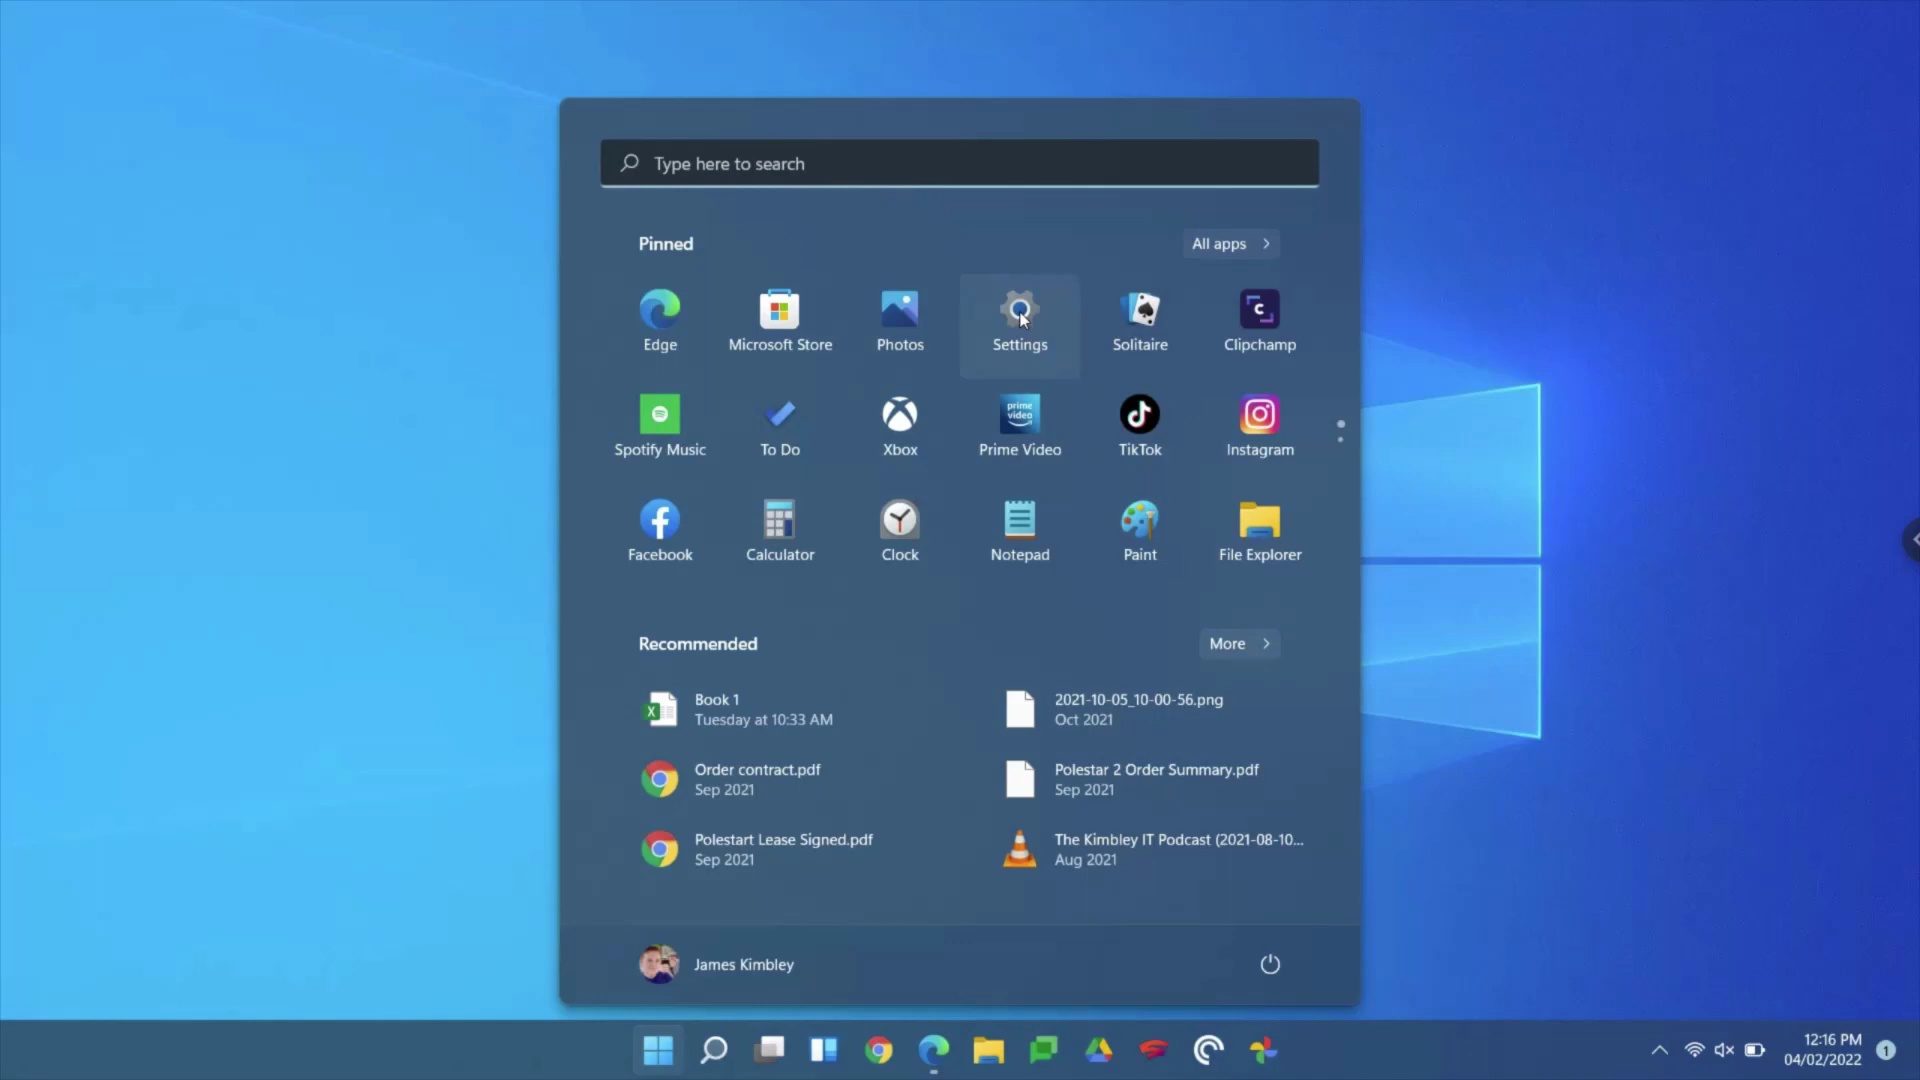 Type here to search
Pinned
All apps
Edge
Microsoft Store
Photos
Settings
Solitaire
Clipchamp
prime video
Spotify Music
To Do
Xbox
Prime Video
TikTok
Instagram
Facebook
Calculator
Clock
Notepad
Paint
File Explorer
Recommended
More
Book 1
Tuesday at 10:33 AM
2021-10-05_10-00-56.png
Oct 2021
Order contract.pdf
Sep 2021
Polestar 2 Order Summary.pdf
Sep 2021
Polestart Lease Signed.pdf
Sep 2021
The Kimbley IT Podcast (2021-08-10...
Aug 2021
James Kimbley
12:16 PM
04/02/2022
1